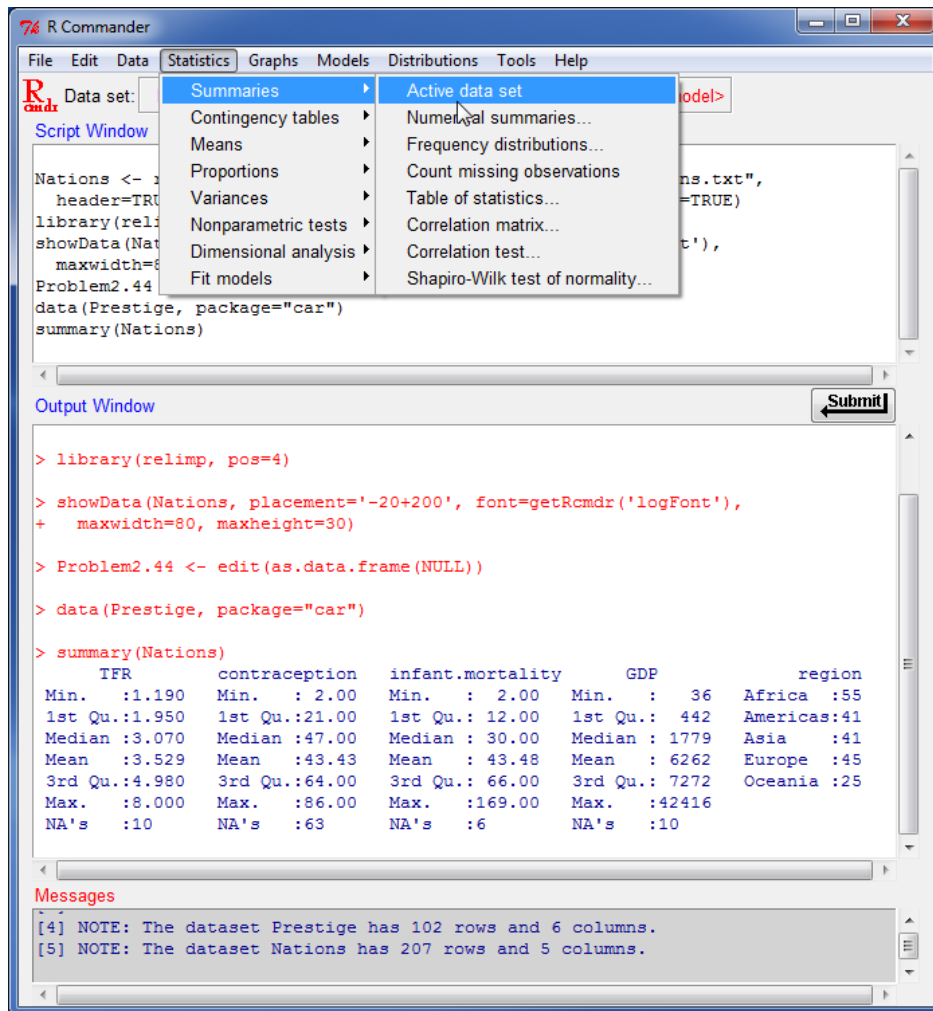 R Commander
File Edit Data Statistics Graphs Models Distributions Tools Help
R cmdr Data set: model>
Summaries
Contingency tables
Means
Proportions
Variances
Nonparametric tests
Dimensional analysis
Fit models
Active data set
Numerical summaries...
Frequency distributions...
Count missing observations
Table of statistics...
Correlation matrix...
Correlation test...
Shapiro-Wilk test of normality...
Script Window
Nations <- ns.txt",
header=TRU =TRUE)
library(reli
showData(Nat t'),
maxwidth=8
Problem2.44
data(Prestige, package="car")
summary(Nations)
Output Window
Submit
> library(relimp, pos=4)
> showData(Nations, placement='-20+200', font=getRcmdr('logFont'),
+   maxwidth=80, maxheight=30)
> Problem2.44 <- edit(as.data.frame(NULL))
> data(Prestige, package="car")
> summary(Nations)
TFR contraception infant.mortality GDP region
Min.   :1.190   Min.   : 2.00   Min.   :  2.00   Min.   :   36   Africa  :55
1st Qu.:1.950   1st Qu.:21.00   1st Qu.: 12.00   1st Qu.:  442   Americas:41
Median :3.070   Median :47.00   Median : 30.00   Median : 1779   Asia    :41
Mean   :3.529   Mean   :43.43   Mean   : 43.48   Mean   : 6262   Europe  :45
3rd Qu.:4.980   3rd Qu.:64.00   3rd Qu.: 66.00   3rd Qu.: 7272   Oceania :25
Max.   :8.000   Max.   :86.00   Max.   :169.00   Max.   :42416
NA's   :10   NA's   :63   NA's   :6   NA's   :10
Messages
[4] NOTE: The dataset Prestige has 102 rows and 6 columns.
[5] NOTE: The dataset Nations has 207 rows and 5 columns.